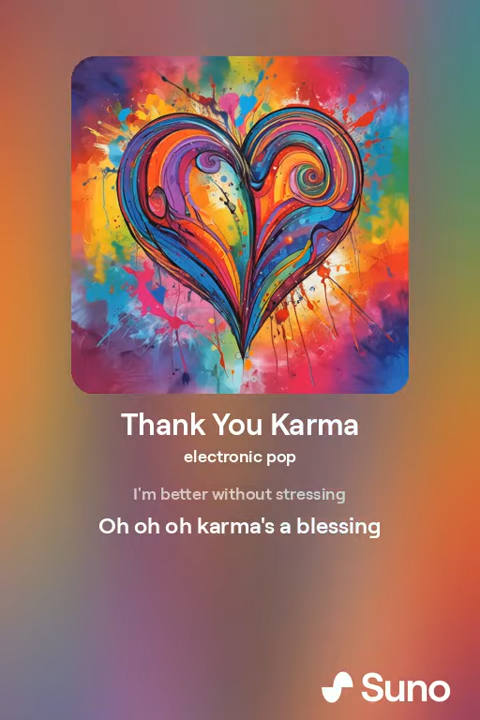 Thank You Karma
electronic pop
I'm better without stressing
Oh oh oh karma's a blessing
Suno